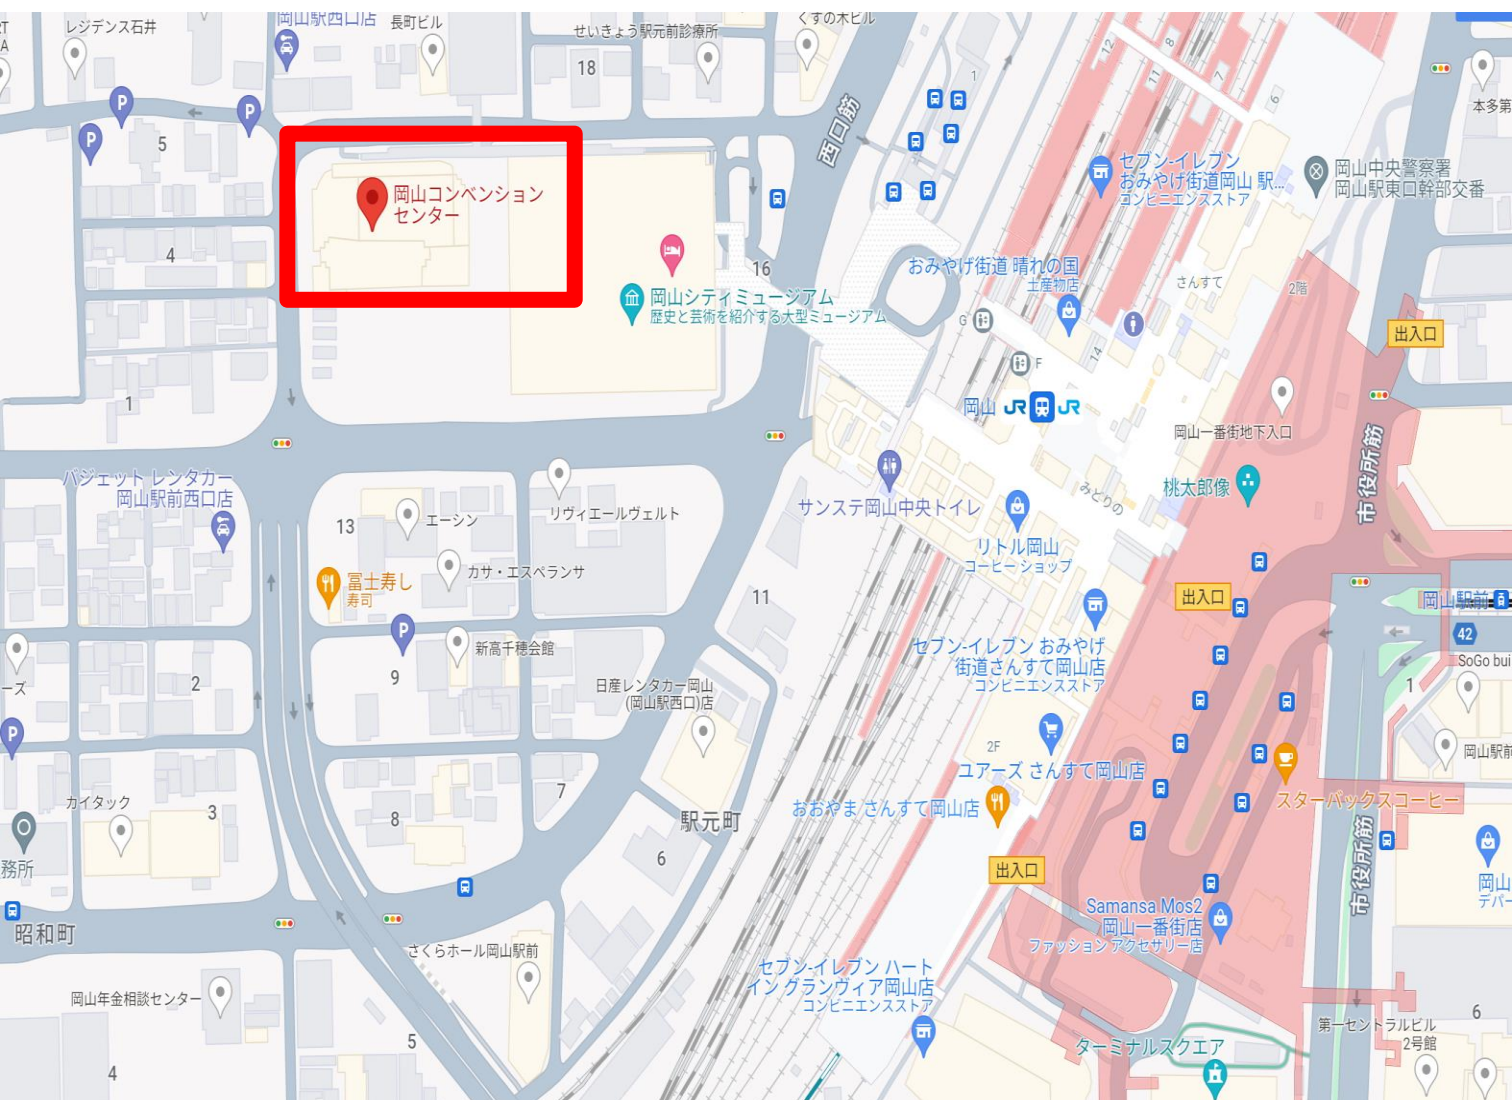 レジデンス石井
岡山駅西口店
長町ビル
せいきょう駅元前診療所
くすの木ビル
18
1
12
8
11
7
6
本多第
P
P
P
5
西口筋
岡山コンベンション
センター
セブン-イレブン
おみやげ街道岡山 駅...
コンビニエンスストア
岡山中央警察署
岡山駅東口幹部交番
4
16
おみやげ街道 晴れの国
土産物店
さんすて
2階
岡山シティミュージアム
歴史と芸術を紹介する大型ミュージアム
G
F
14
出入口
1
岡山 JR JR
岡山一番街地下入口
市役所筋
バジェット レンタカー
岡山駅前西口店
13
エーシン
リヴィエールヴェルト
サンステ岡山中央トイレ
みどりの
桃太郎像
リトル岡山
コーヒー ショップ
カサ・エスペランサ
冨士寿し
寿司
11
出入口
岡山駅前
42
P
新高千穂会館
セブン-イレブン おみやげ
街道さんすて岡山店
コンビニエンスストア
SoGo bui
ーズ
2
9
日産レンタカー岡山
(岡山駅西口)店
1
P
2F
ユアーズ さんすて岡山店
岡山駅前
カイタック
3
8
7
駅元町
おおやま さんすて岡山店
スターバックスコーヒー
務所
6
出入口
市役所筋
岡山
デパー
昭和町
さくらホール岡山駅前
Samansa Mos2
岡山一番街店
ファッション アクセサリー店
セブン-イレブン ハート
イン グランヴィア岡山店
コンビニエンスストア
岡山年金相談センター
5
4
ターミナルスクエア
第一セントラルビル
2号館
6